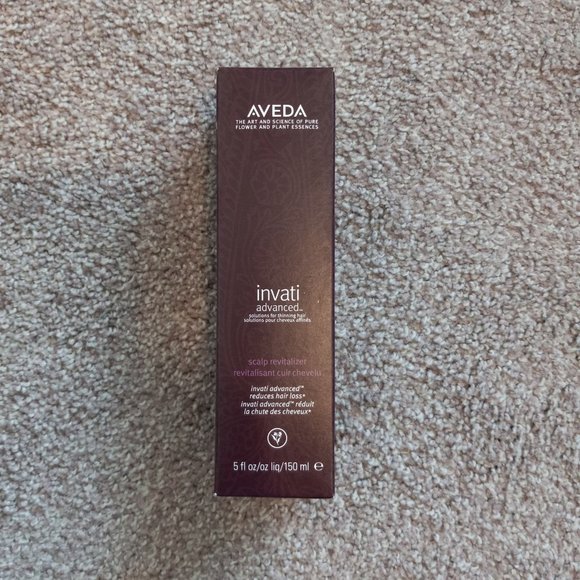 AVEDA
THE ART AND SCIENCE OF PURE
FLOWER AND PLANT ESSENCES
invati
advanced™
solutions for thinning hair
solutions pour cheveux affinés
scalp revitalizer
revitalisant cuir chevelu
invati advanced™
reduces hair loss*
invati advanced™ réduit
la chute des cheveux*
5 fl oz/oz liq/150 ml ℮